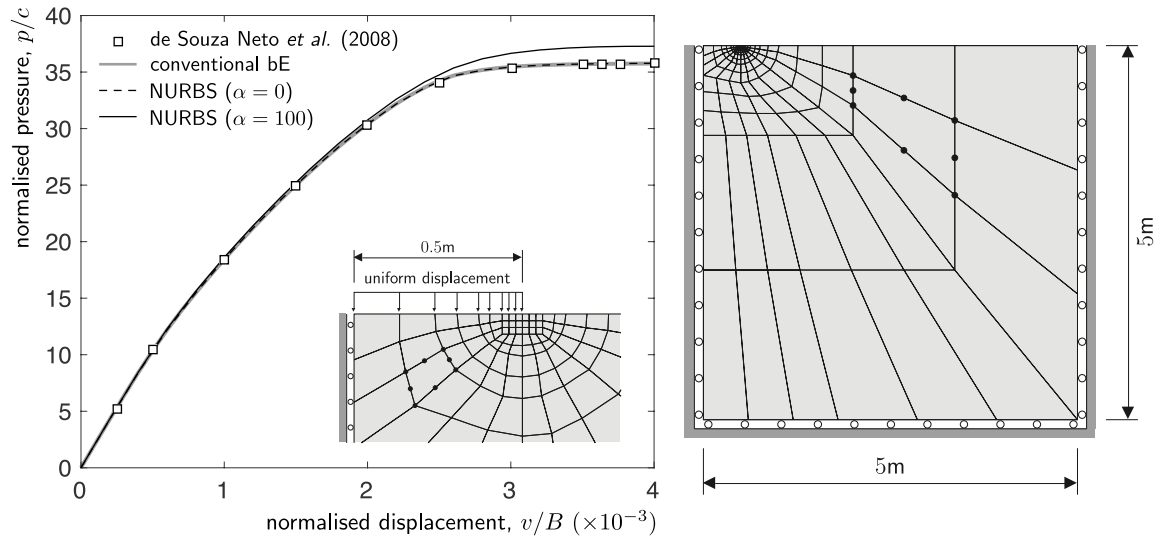 40
35
30
25
20
15
10
5
0
normalised pressure, p/c
de Souza Neto et al. (2008)
conventional bE
NURBS (α = 0)
NURBS (α = 100)
0.5m
uniform displacement
0
1
2
3
4
normalised displacement, v/B (×10⁻³)
5m
5m